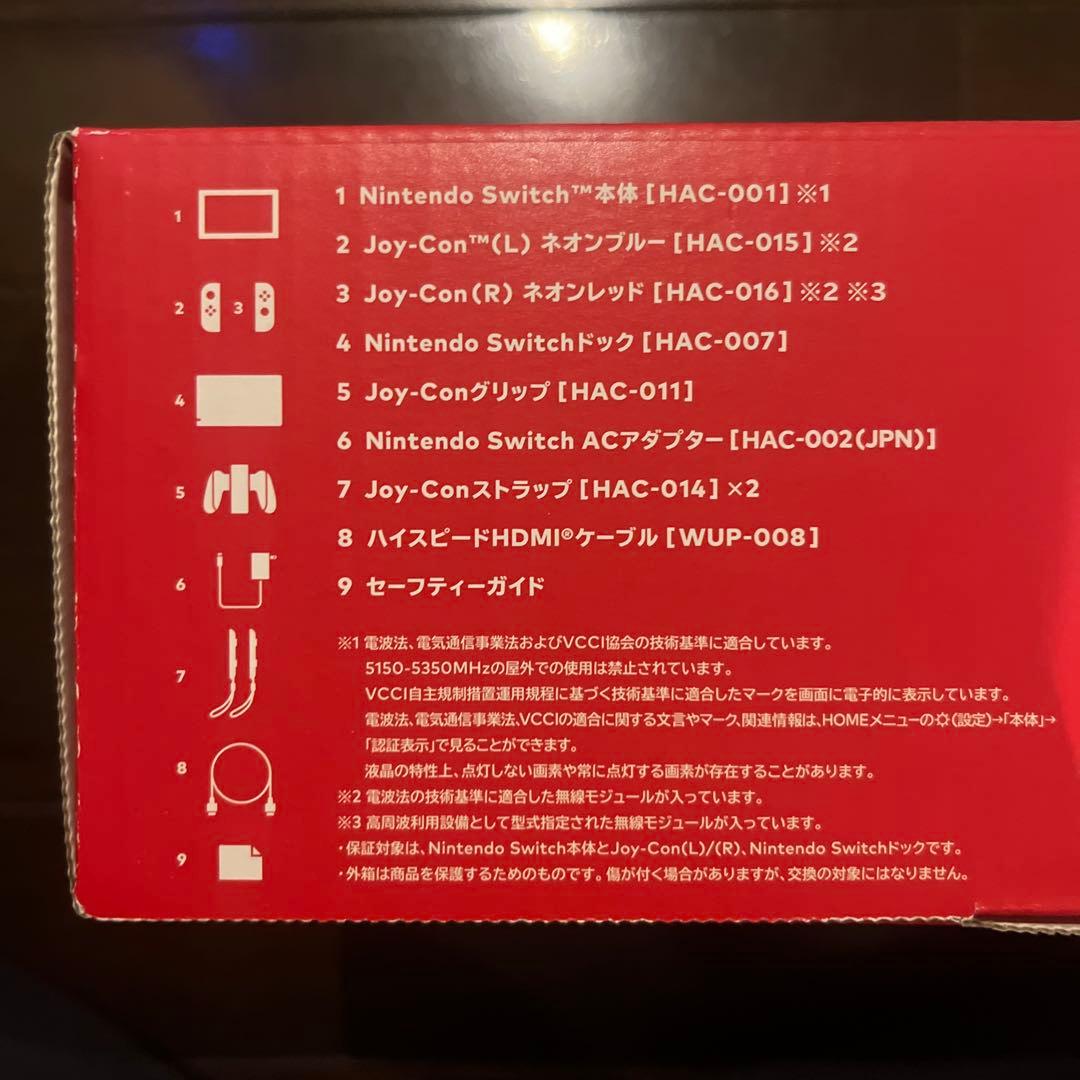 1 Nintendo Switch™本体[HAC-001]※1
2 Joy-Con™(L) ネオンブルー[HAC-015]※2
3 Joy-Con(R) ネオンレッド[HAC-016]※2 ※3
4 Nintendo Switchドック[HAC-007]
5 Joy-Conグリップ[HAC-011]
6 Nintendo Switch ACアダプター[HAC-002(JPN)]
7 Joy-Conストラップ[HAC-014]×2
8 ハイスピードHDMI®ケーブル[WUP-008]
9 セーフティーガイド
※1 電波法、電気通信事業法およびVCCI協会の技術基準に適合しています。
5150-5350MHzの屋外での使用は禁止されています。
VCCI自主規制措置運用規程に基づく技術基準に適合したマークを画面に電子的に表示しています。
電波法、電気通信事業法、VCCIの適合に関する文言やマーク、関連情報は、HOMEメニューの(設定)→「本体」→
「認証表示」で見ることができます。
液晶の特性上、点灯しない画素や常に点灯する画素が存在することがあります。
※2 電波法の技術基準に適合した無線モジュールが入っています。
※3 高周波利用設備として型式指定された無線モジュールが入っています。
・保証対象は、Nintendo Switch本体とJoy-Con(L)/(R)、Nintendo Switchドックです。
・外箱は商品を保護するためのものです。傷が付く場合がありますが、交換の対象にはなりません。
1
2 3
4
5
6
7
8
9